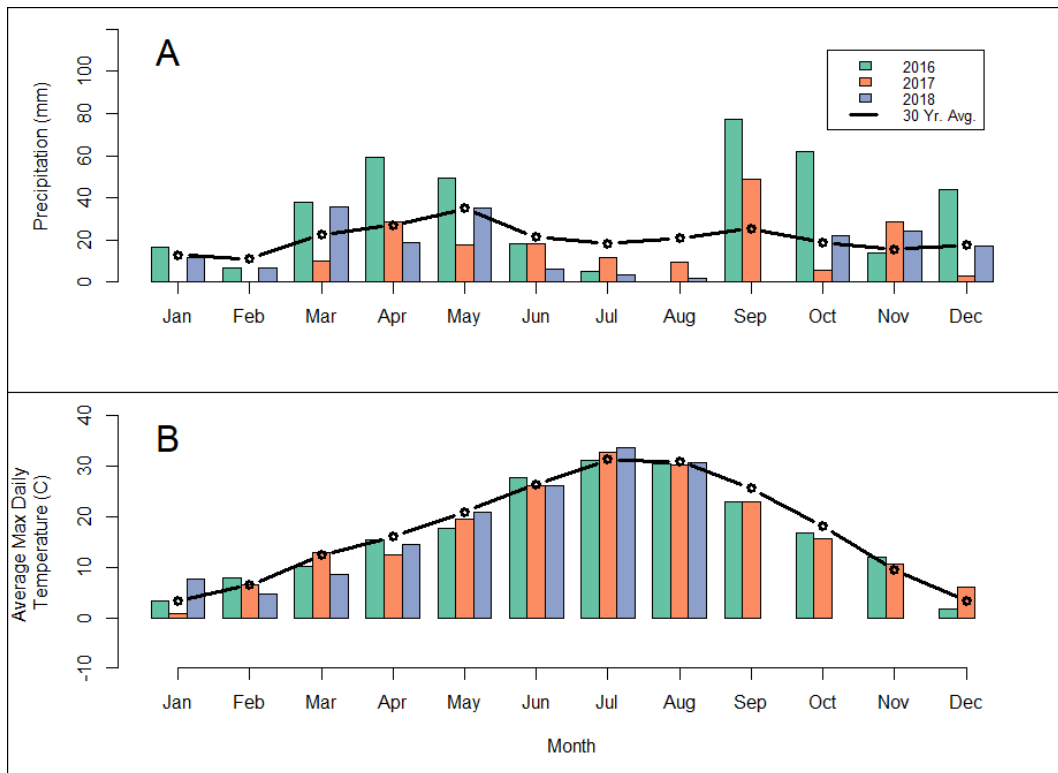 A
Precipitation (mm)
0 20 40 60 80 100
2016
2017
2018
30 Yr. Avg.
Jan Feb Mar Apr May Jun Jul Aug Sep Oct Nov Dec
B
Average Max Daily
Temperature (C)
-10 0 10 20 30 40
Jan Feb Mar Apr May Jun Jul Aug Sep Oct Nov Dec
Month